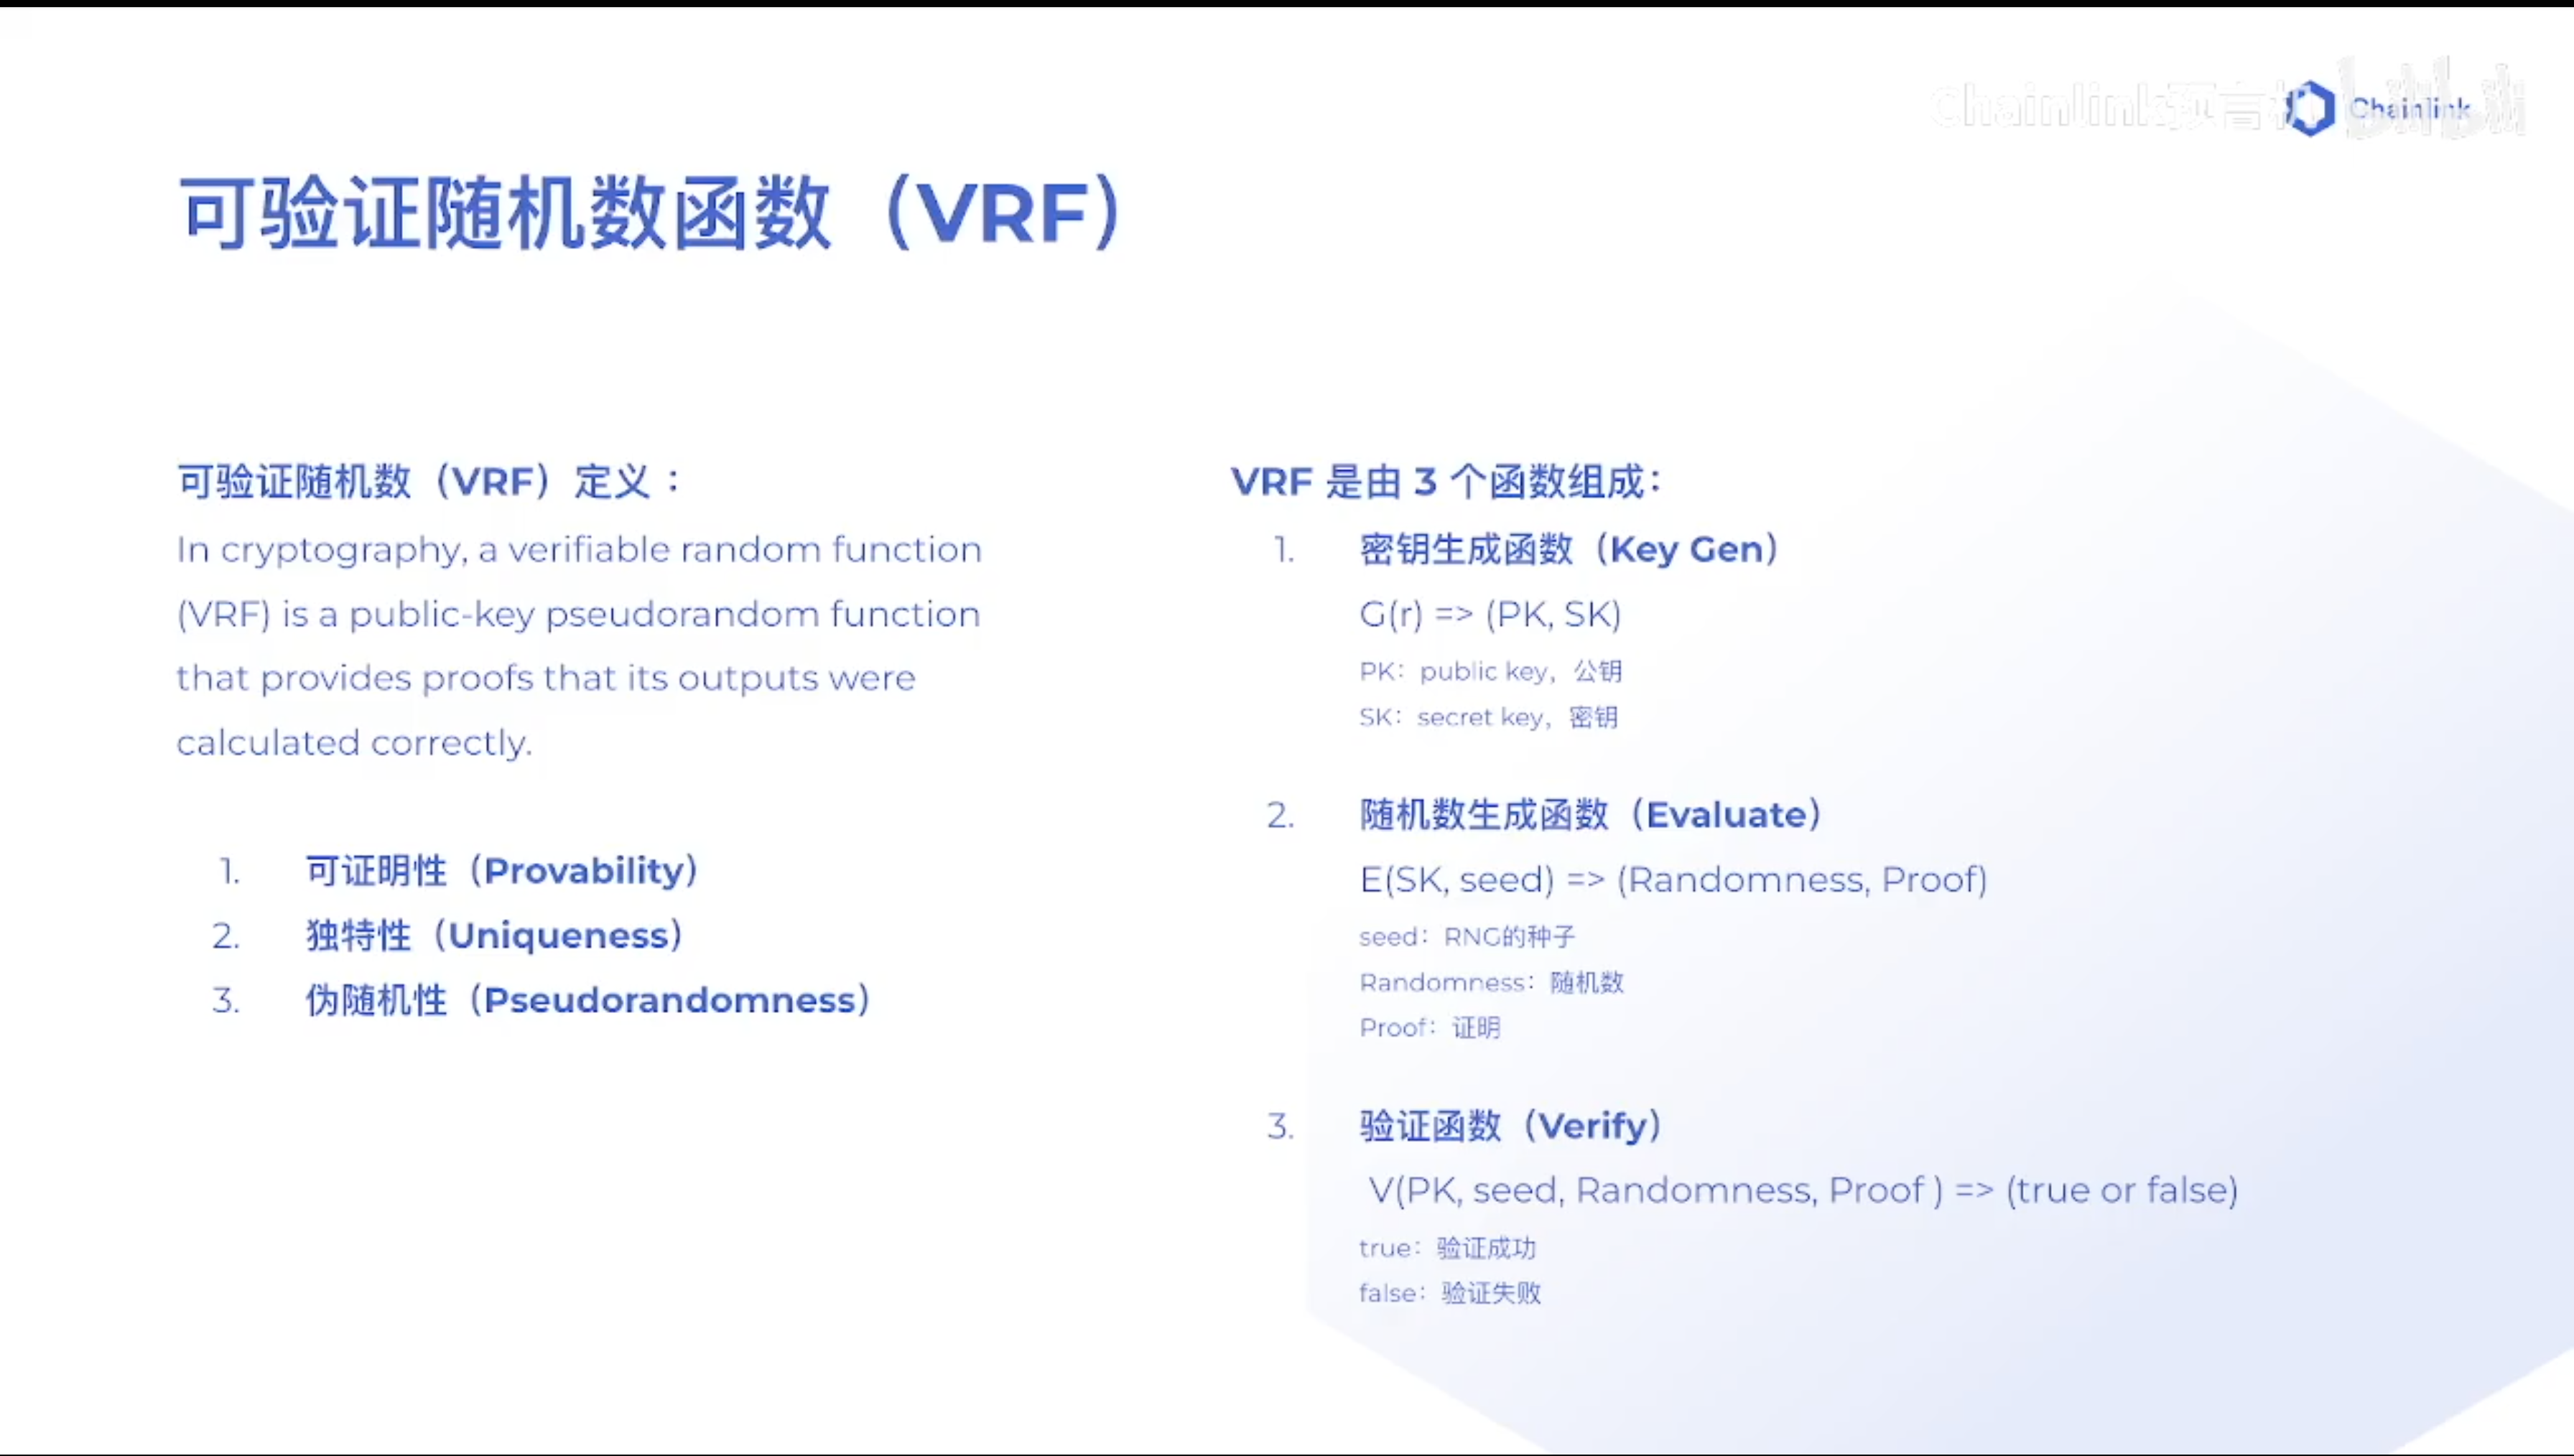 Chainlink预言机
Chainlink
可验证随机数函数（VRF）
可验证随机数（VRF）定义：
In cryptography, a verifiable random function
(VRF) is a public-key pseudorandom function
that provides proofs that its outputs were
calculated correctly.
1. 可证明性（Provability）
2. 独特性（Uniqueness）
3. 伪随机性（Pseudorandomness）
VRF 是由 3 个函数组成：
1. 密钥生成函数（Key Gen）
G(r) => (PK, SK)
PK：public key，公钥
SK：secret key，密钥
2. 随机数生成函数（Evaluate）
E(SK, seed) => (Randomness, Proof)
seed：RNG的种子
Randomness：随机数
Proof：证明
3. 验证函数（Verify）
V(PK, seed, Randomness, Proof ) => (true or false)
true：验证成功
false：验证失败